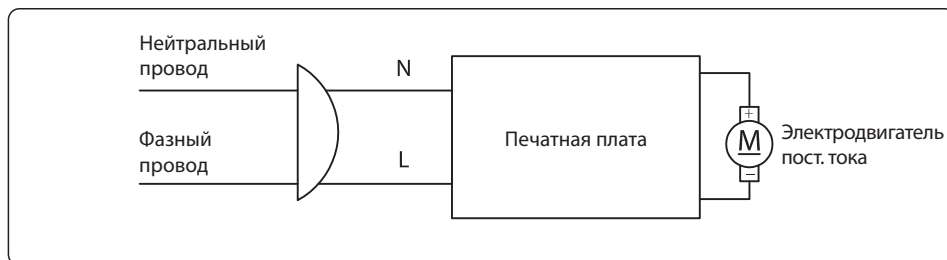 Нейтральный
провод
N
Фазный
провод
L
Печатная плата
+
M
−
Электродвигатель
пост. тока